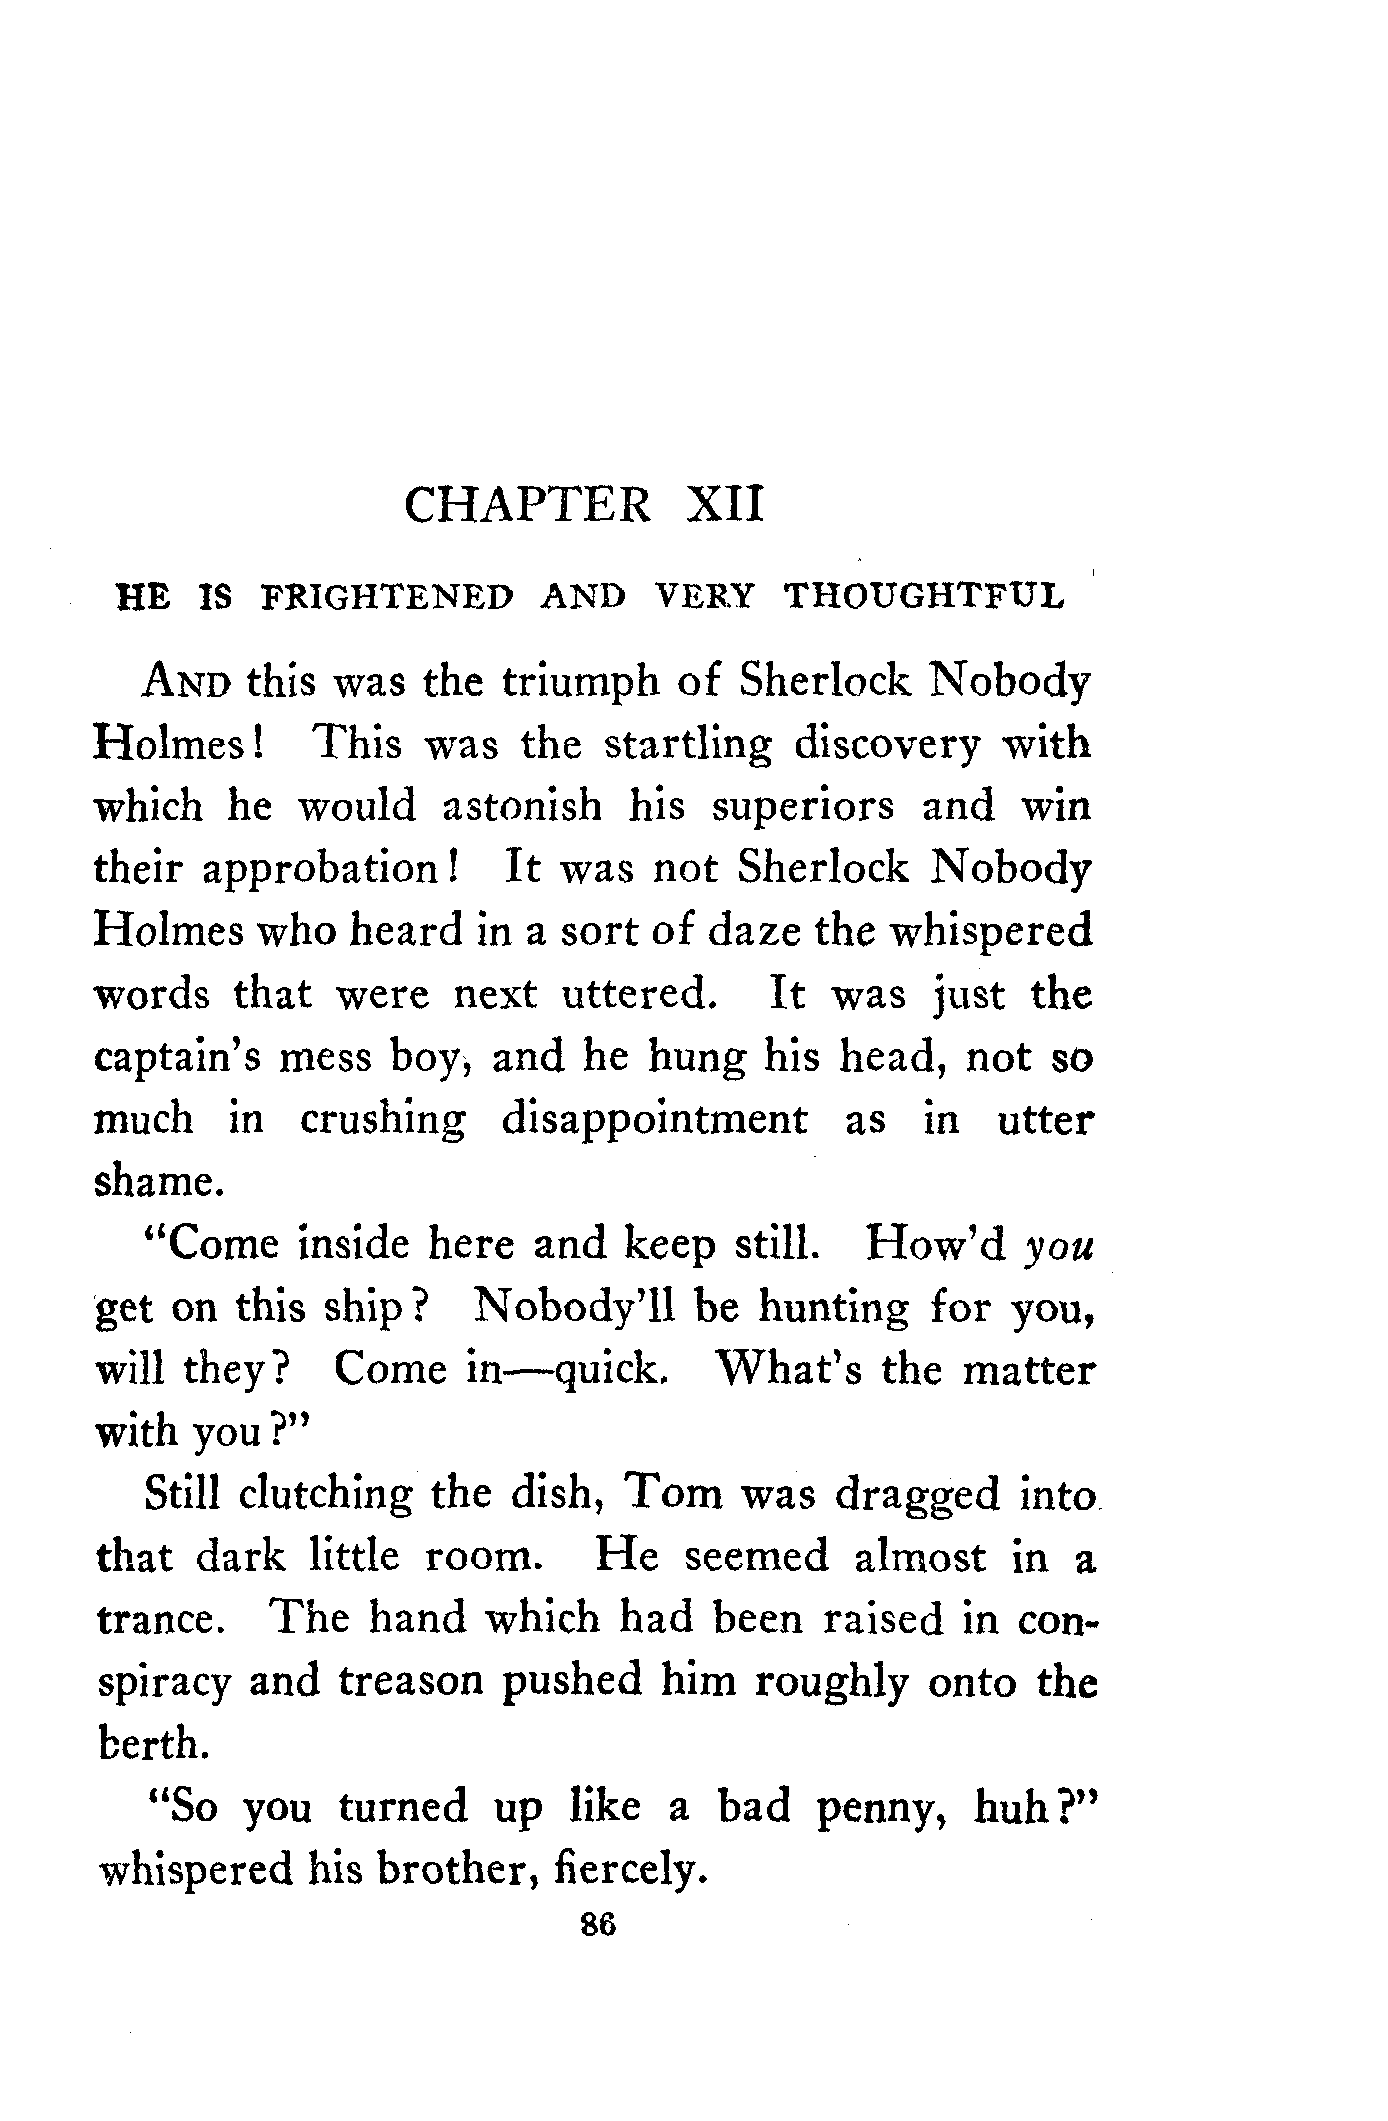 CHAPTER XII
HE IS FRIGHTENED AND VERY THOUGHTFUL
AND this was the triumph of Sherlock Nobody
Holmes! This was the startling discovery with
which he would astonish his superiors and win
their approbation! It was not Sherlock Nobody
Holmes who heard in a sort of daze the whispered
words that were next uttered. It was just the
captain's mess boy, and he hung his head, not so
much in crushing disappointment as in utter
shame.
"Come inside here and keep still. How'd you
get on this ship? Nobody'll be hunting for you,
will they? Come in—quick. What's the matter
with you?"
Still clutching the dish, Tom was dragged into
that dark little room. He seemed almost in a
trance. The hand which had been raised in con-
spiracy and treason pushed him roughly onto the
berth.
"So you turned up like a bad penny, huh?"
whispered his brother, fiercely.
86